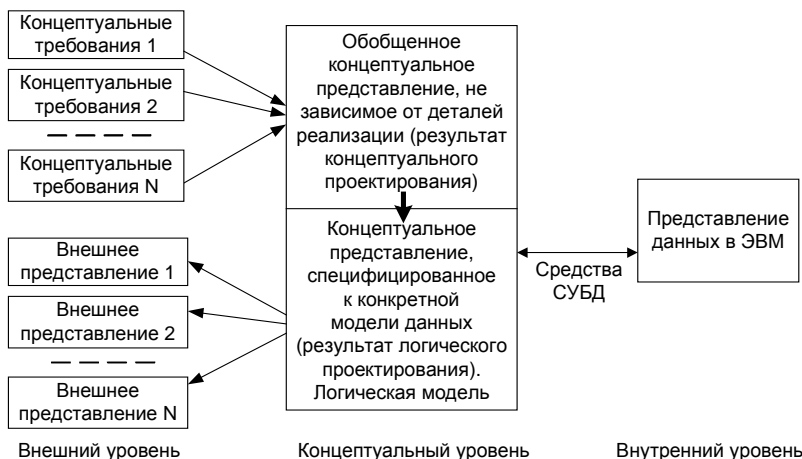 Концептуальные
требования 1
Концептуальные
требования 2
Концептуальные
требования N
Внешнее
представление 1
Внешнее
представление 2
Внешнее
представление N
Внешний уровень
Обобщенное
концептуальное
представление, не
зависимое от деталей
реализации (результат
концептуального
проектирования)
Концептуальное
представление,
специфицированное
к конкретной
модели данных
(результат логического
проектирования).
Логическая модель
Концептуальный уровень
Средства
СУБД
Представление
данных в ЭВМ
Внутренний уровень